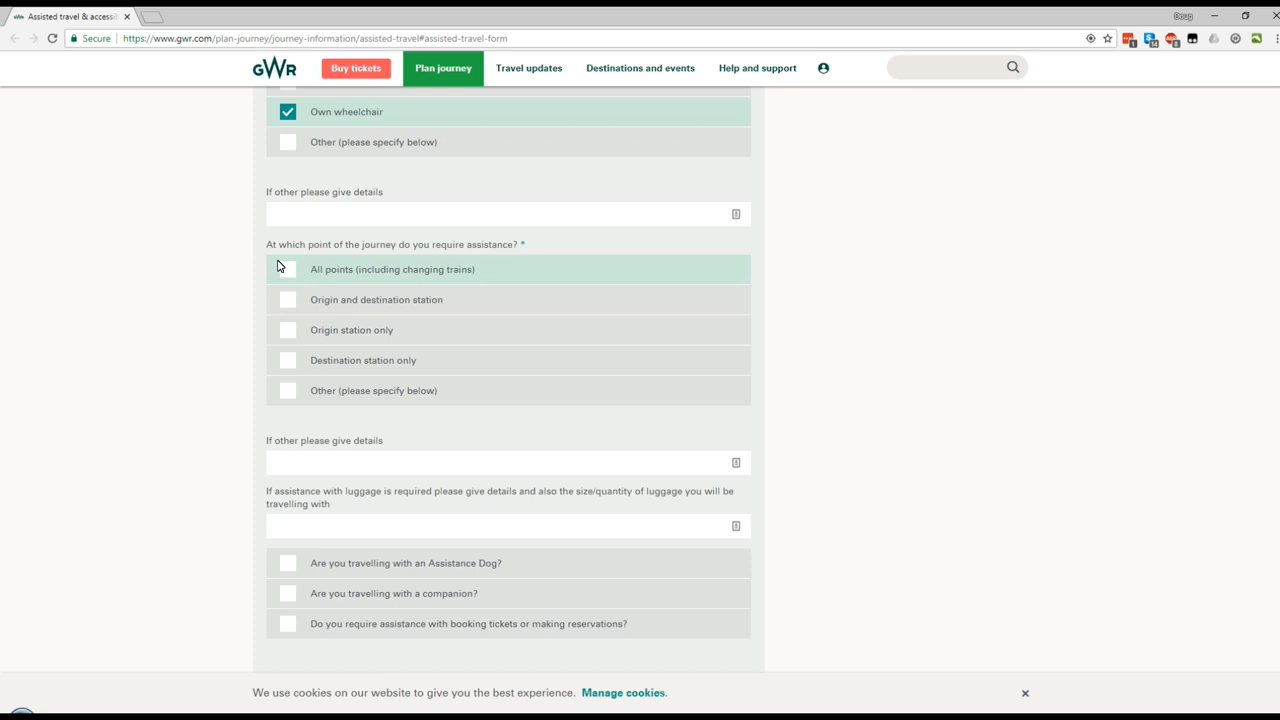 Assisted travel & accessi
Doug
Secure https://www.gwr.com/plan-journey/journey-information/assisted-travel#assisted-travel-form
GWR
Buy tickets
Plan journey
Travel updates
Destinations and events
Help and support
Own wheelchair
Other (please specify below)
If other please give details
At which point of the journey do you require assistance? *
All points (including changing trains)
Origin and destination station
Origin station only
Destination station only
Other (please specify below)
If other please give details
If assistance with luggage is required please give details and also the size/quantity of luggage you will be
travelling with
Are you travelling with an Assistance Dog?
Are you travelling with a companion?
Do you require assistance with booking tickets or making reservations?
We use cookies on our website to give you the best experience. Manage cookies.